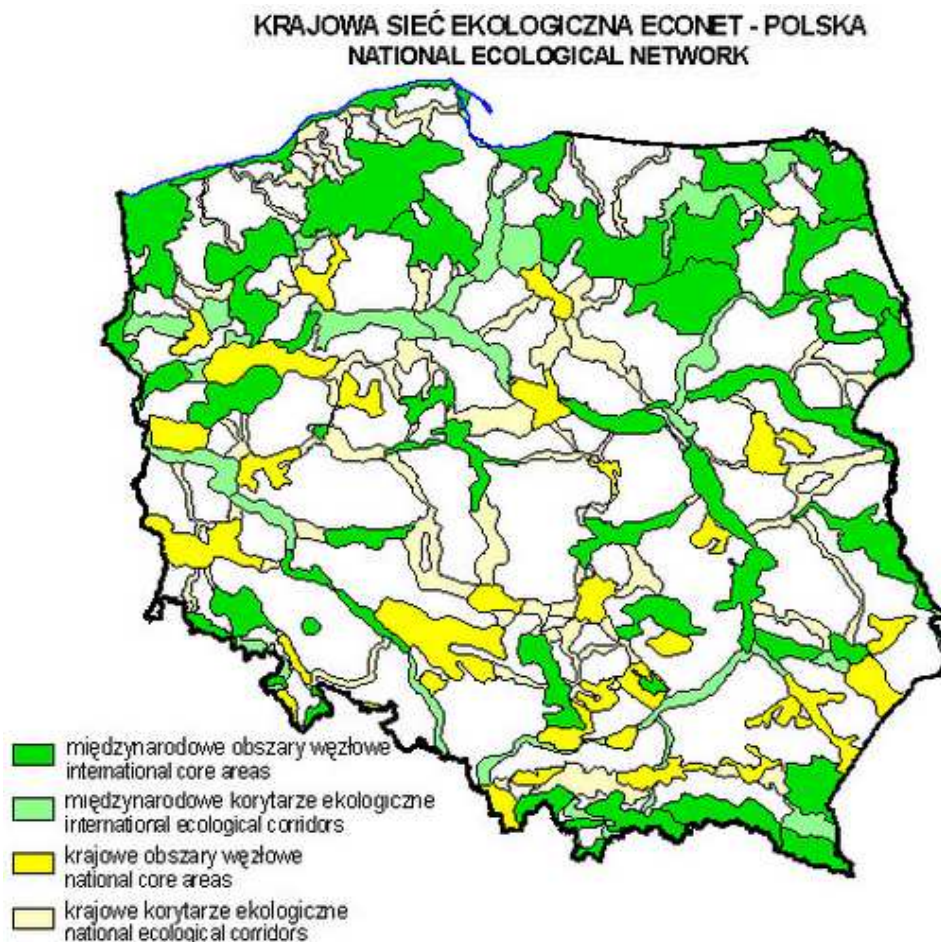 KRAJOWA SIEĆ EKOLOGICZNA ECONET - POLSKA
NATIONAL ECOLOGICAL NETWORK
międzynarodowe obszary węzłowe
international core areas
międzynarodowe korytarze ekologiczne
international ecological corridors
krajowe obszary węzłowe
national core areas
krajowe korytarze ekologiczne
national ecological corridors